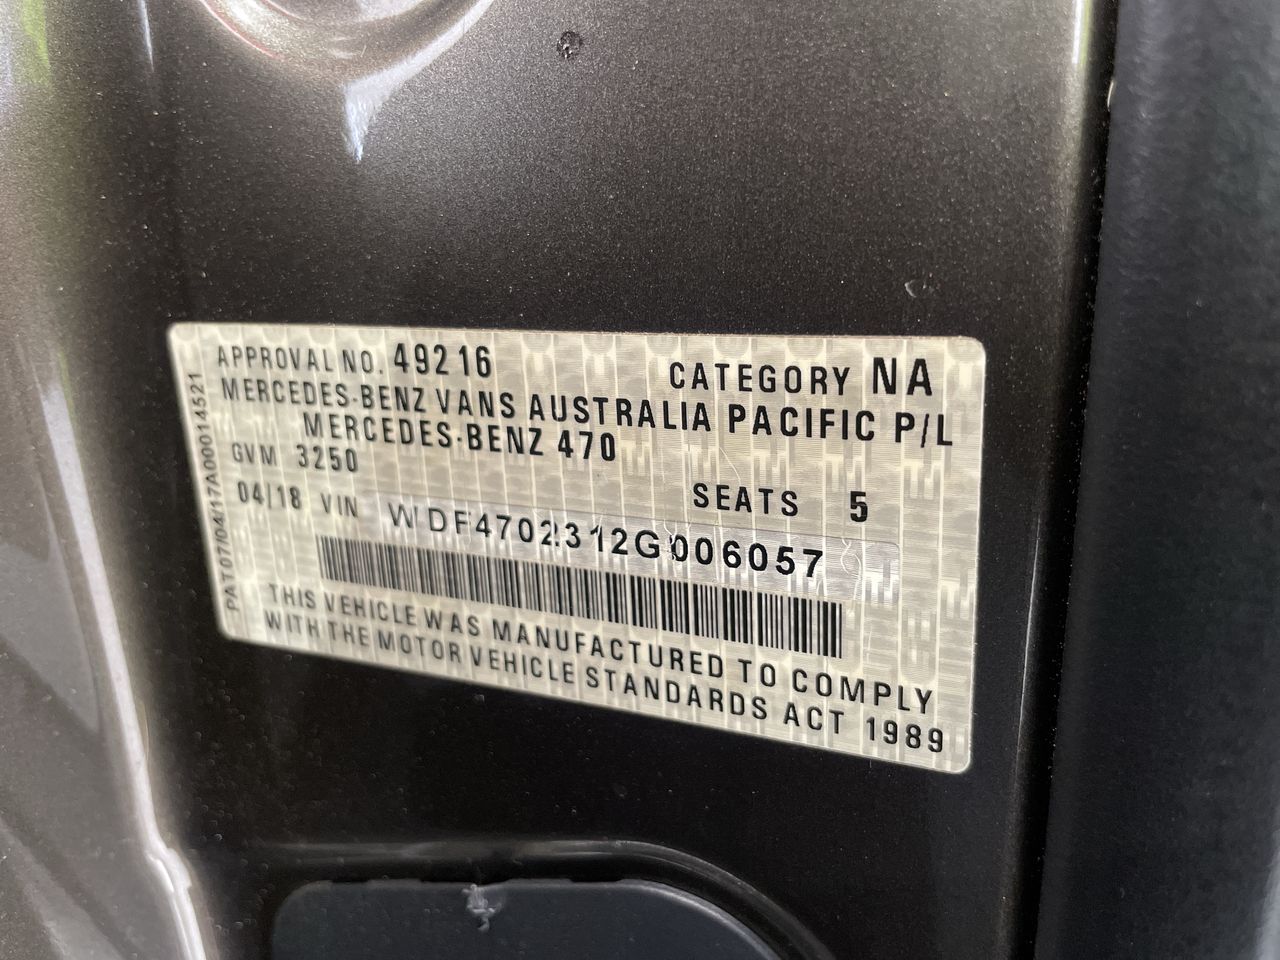 APPROVAL NO. 49216 CATEGORY NA
MERCEDES-BENZ VANS AUSTRALIA PACIFIC P/L
MERCEDES-BENZ 470
GVM 3250
SEATS 5
04/18 VIN WDF4702312G006057
THIS VEHICLE WAS MANUFACTURED TO COMPLY
WITH THE MOTOR VEHICLE STANDARDS ACT 1989
PAT07/04/17A00014521